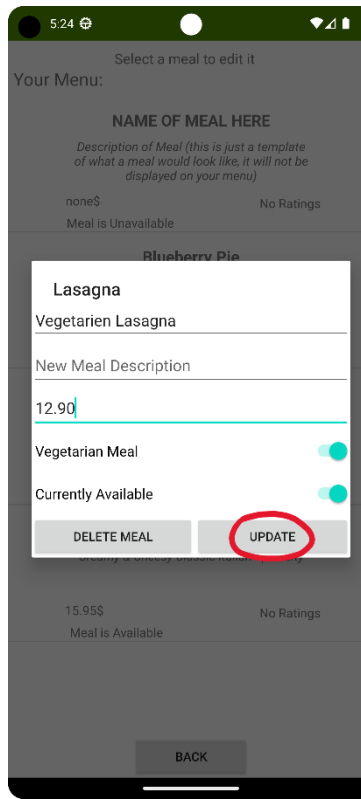 5:24
Select a meal to edit it
Your Menu:
NAME OF MEAL HERE
Description of Meal (this is just a template
of what a meal would look like, it will not be
displayed on your menu)
none$ No Ratings
Meal is Unavailable
Blueberry Pie
Lasagna
Vegetarien Lasagna
New Meal Description
12.90
Vegetarian Meal
Currently Available
DELETE MEAL UPDATE
15.95$ No Ratings
Meal is Available
BACK